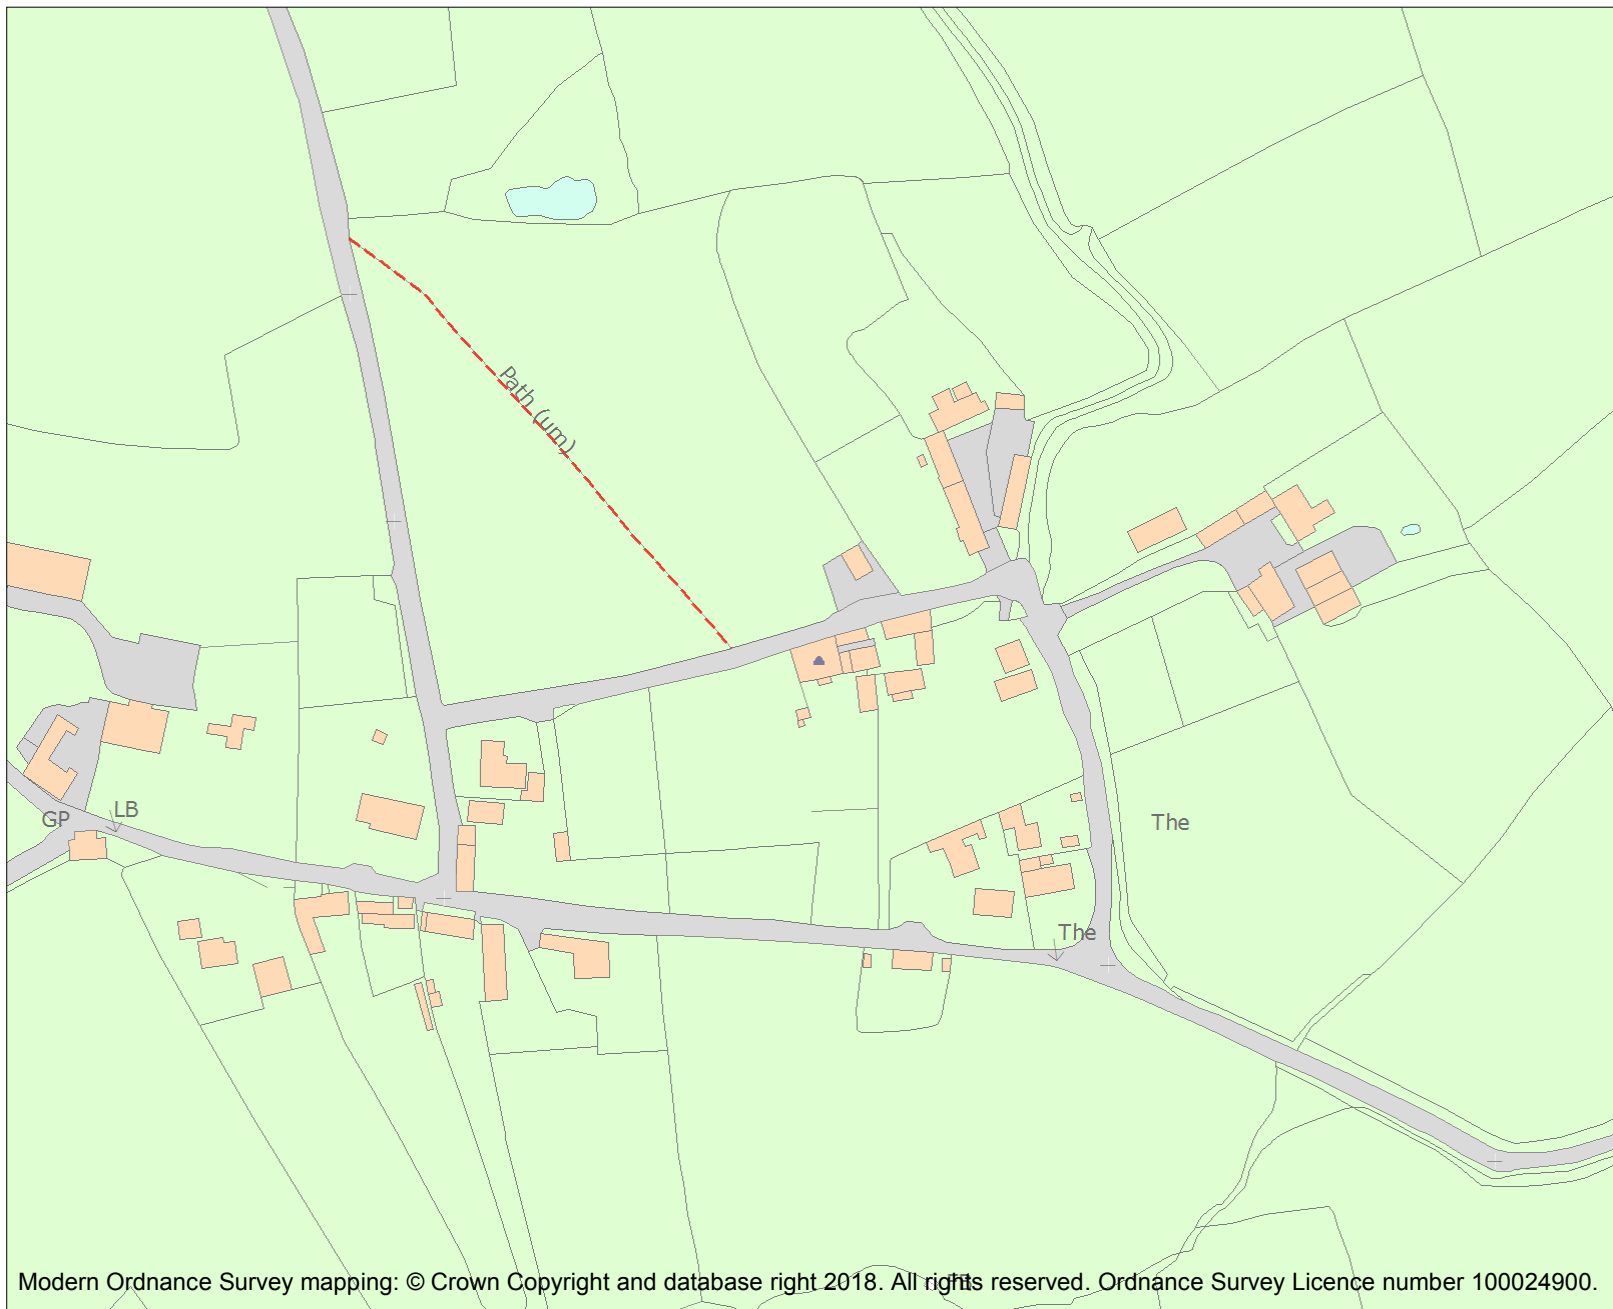 Path (um)
LB
GP
The
The
Modern Ordnance Survey mapping: © Crown Copyright and database right 2018. All rights reserved. Ordnance Survey Licence number 100024900.